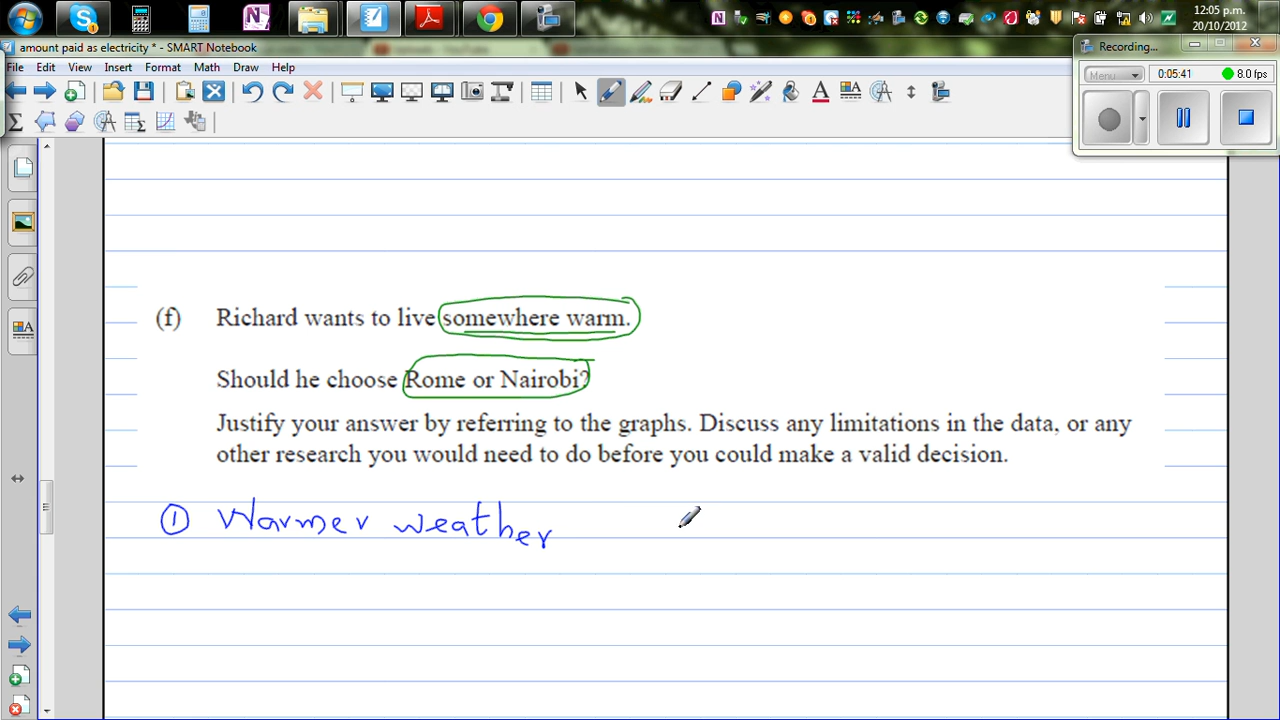 12:05 p.m.
20/10/2012
amount paid as electricity * - SMART Notebook
Recording...
File Edit View Insert Format Math Draw Help
Menu
0:05:41
8.0 fps
(f) Richard wants to live somewhere warm.
Should he choose Rome or Nairobi?
Justify your answer by referring to the graphs. Discuss any limitations in the data, or any
other research you would need to do before you could make a valid decision.
① Warmer weather